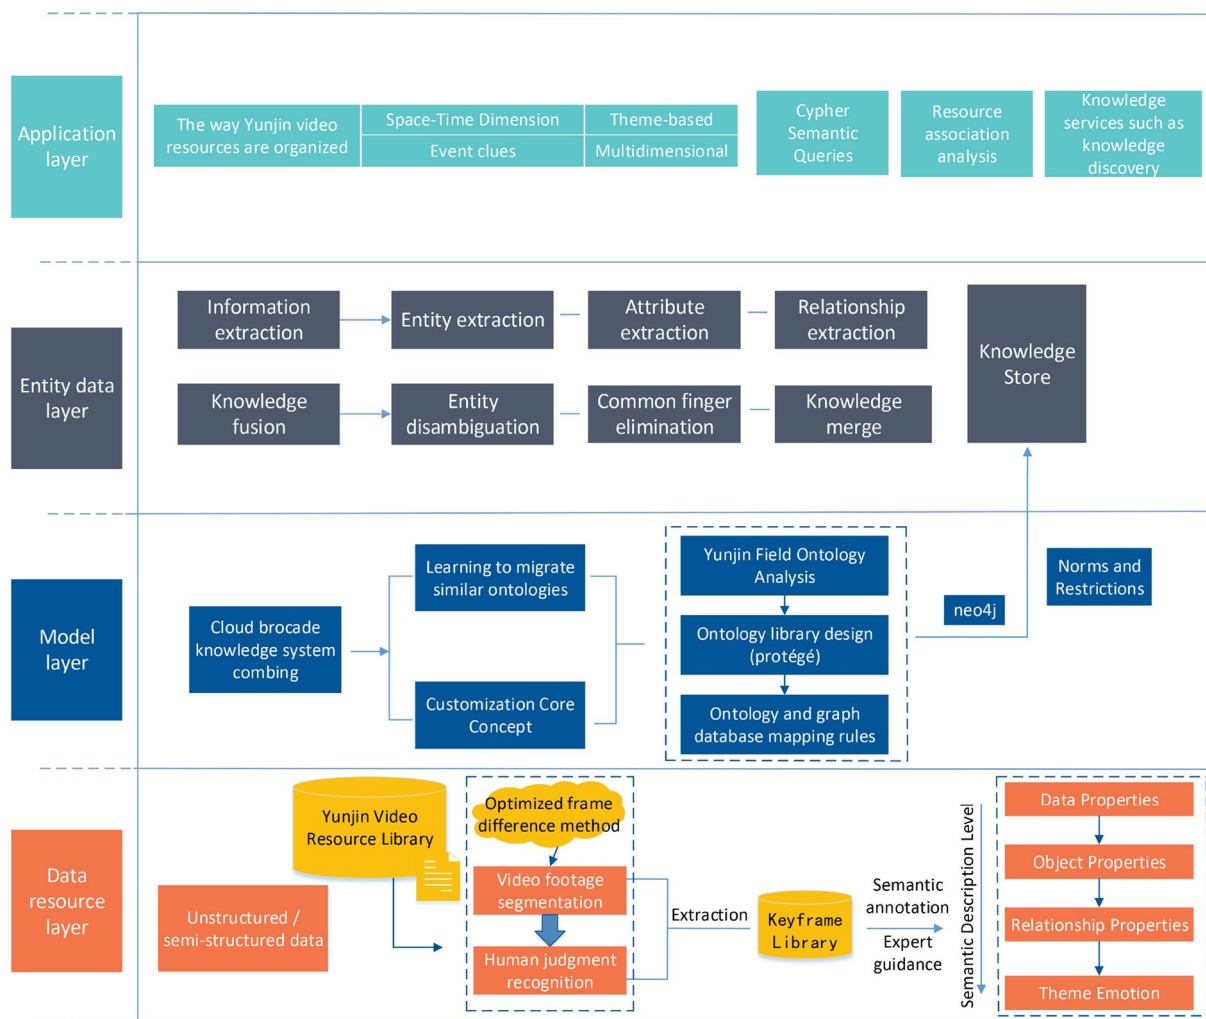 Application
layer
The way Yunjin video
resources are organized
Space-Time Dimension
Theme-based
Event clues
Multidimensional
Cypher
Semantic
Queries
Resource
association
analysis
Knowledge
services such as
knowledge
discovery
Entity data
layer
Information
extraction
Entity extraction
Attribute
extraction
Relationship
extraction
Knowledge
Store
Knowledge
fusion
Entity
disambiguation
Common finger
elimination
Knowledge
merge
Model
layer
Cloud brocade
knowledge system
combing
Learning to migrate
similar ontologies
Customization Core
Concept
Yunjin Field Ontology
Analysis
Ontology library design
(protégé)
Ontology and graph
database mapping rules
neo4j
Norms and
Restrictions
Data
resource
layer
Unstructured /
semi-structured data
Yunjin Video
Resource Library
Optimized frame
difference method
Video footage
segmentation
Human judgment
recognition
Extraction
Keyframe
Library
Semantic
annotation
Expert
guidance
Semantic Description Level
Data Properties
Object Properties
Relationship Properties
Theme Emotion